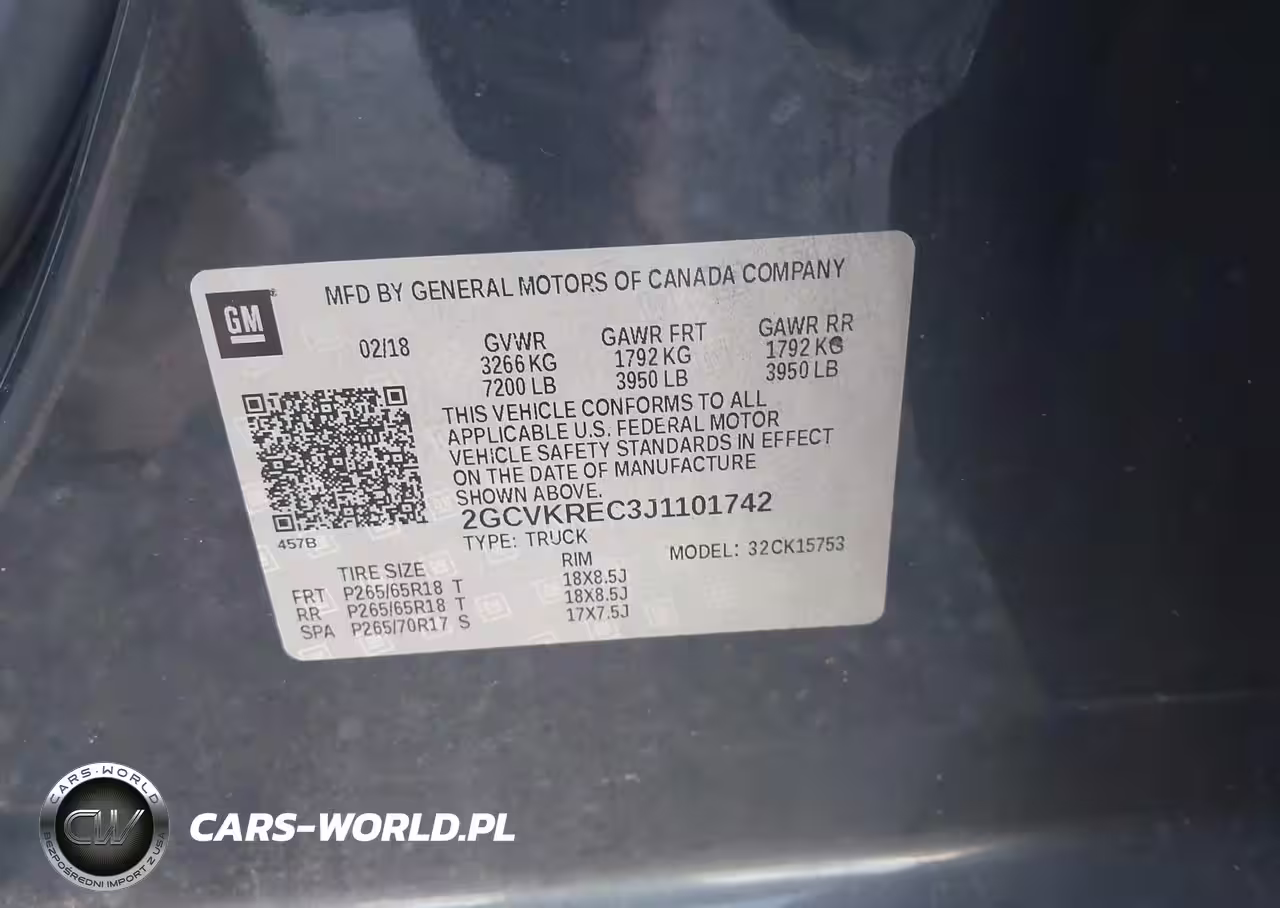 MFD BY GENERAL MOTORS OF CANADA COMPANY
GM®
02/18 GVWR GAWR FRT GAWR RR
3266 KG 1792 KG 1792 KG
7200 LB 3950 LB 3950 LB
THIS VEHICLE CONFORMS TO ALL
APPLICABLE U.S. FEDERAL MOTOR
VEHICLE SAFETY STANDARDS IN EFFECT
ON THE DATE OF MANUFACTURE
SHOWN ABOVE.
2GCVKREC3J1101742
457B
TYPE: TRUCK MODEL: 32CK15753
TIRE SIZE RIM
FRT P265/65R18 T 18X8.5J
RR P265/65R18 T 18X8.5J
SPA P265/70R17 S 17X7.5J
CARS-WORLD
CW
BEZPOŚREDNI IMPORT Z USA
CARS-WORLD.PL